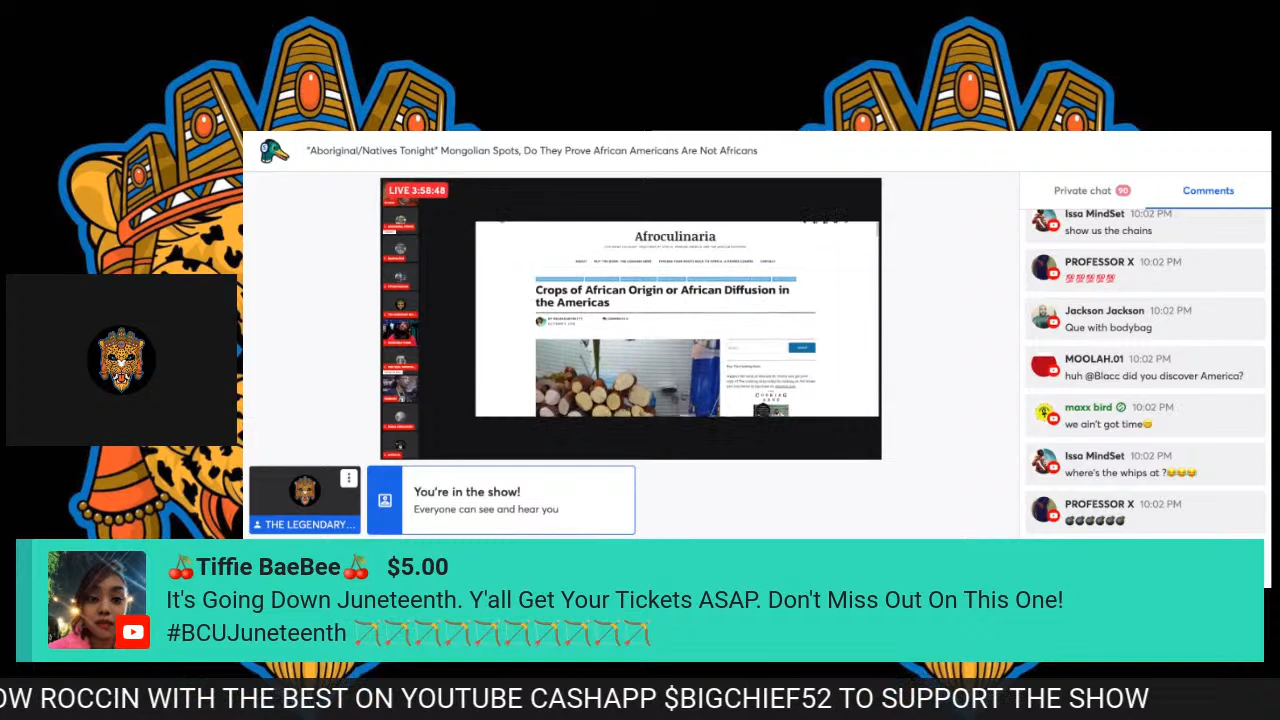 "Aboriginal/Natives Tonight" Mongolian Spots, Do They Prove African Americans Are Not Africans
LIVE 3:58:48
Afroculinaria
Crops of African Origin or African Diffusion in
the Americas
Private chat 90
Comments
Issa MindSet 10:02 PM
show us the chains
PROFESSOR X 10:02 PM
💯💯💯💯💯
Jackson Jackson 10:02 PM
Que with bodybag
MOOLAH.01 10:02 PM
huh @Blacc did you discover America?
maxx bird 10:02 PM
we ain't got time😏
Issa MindSet 10:02 PM
where's the whips at ?😂😂😂
PROFESSOR X 10:02 PM
💣💣💣💣💣💣
THE LEGENDARY...
You're in the show!
Everyone can see and hear you
🍒Tiffie BaeBee🍒 $5.00
It's Going Down Juneteenth. Y'all Get Your Tickets ASAP. Don't Miss Out On This One!
#BCUJuneteenth 🏹🏹🏹🏹🏹🏹🏹🏹🏹🏹
OW ROCCIN WITH THE BEST ON YOUTUBE CASHAPP $BIGCHIEF52 TO SUPPORT THE SHOW